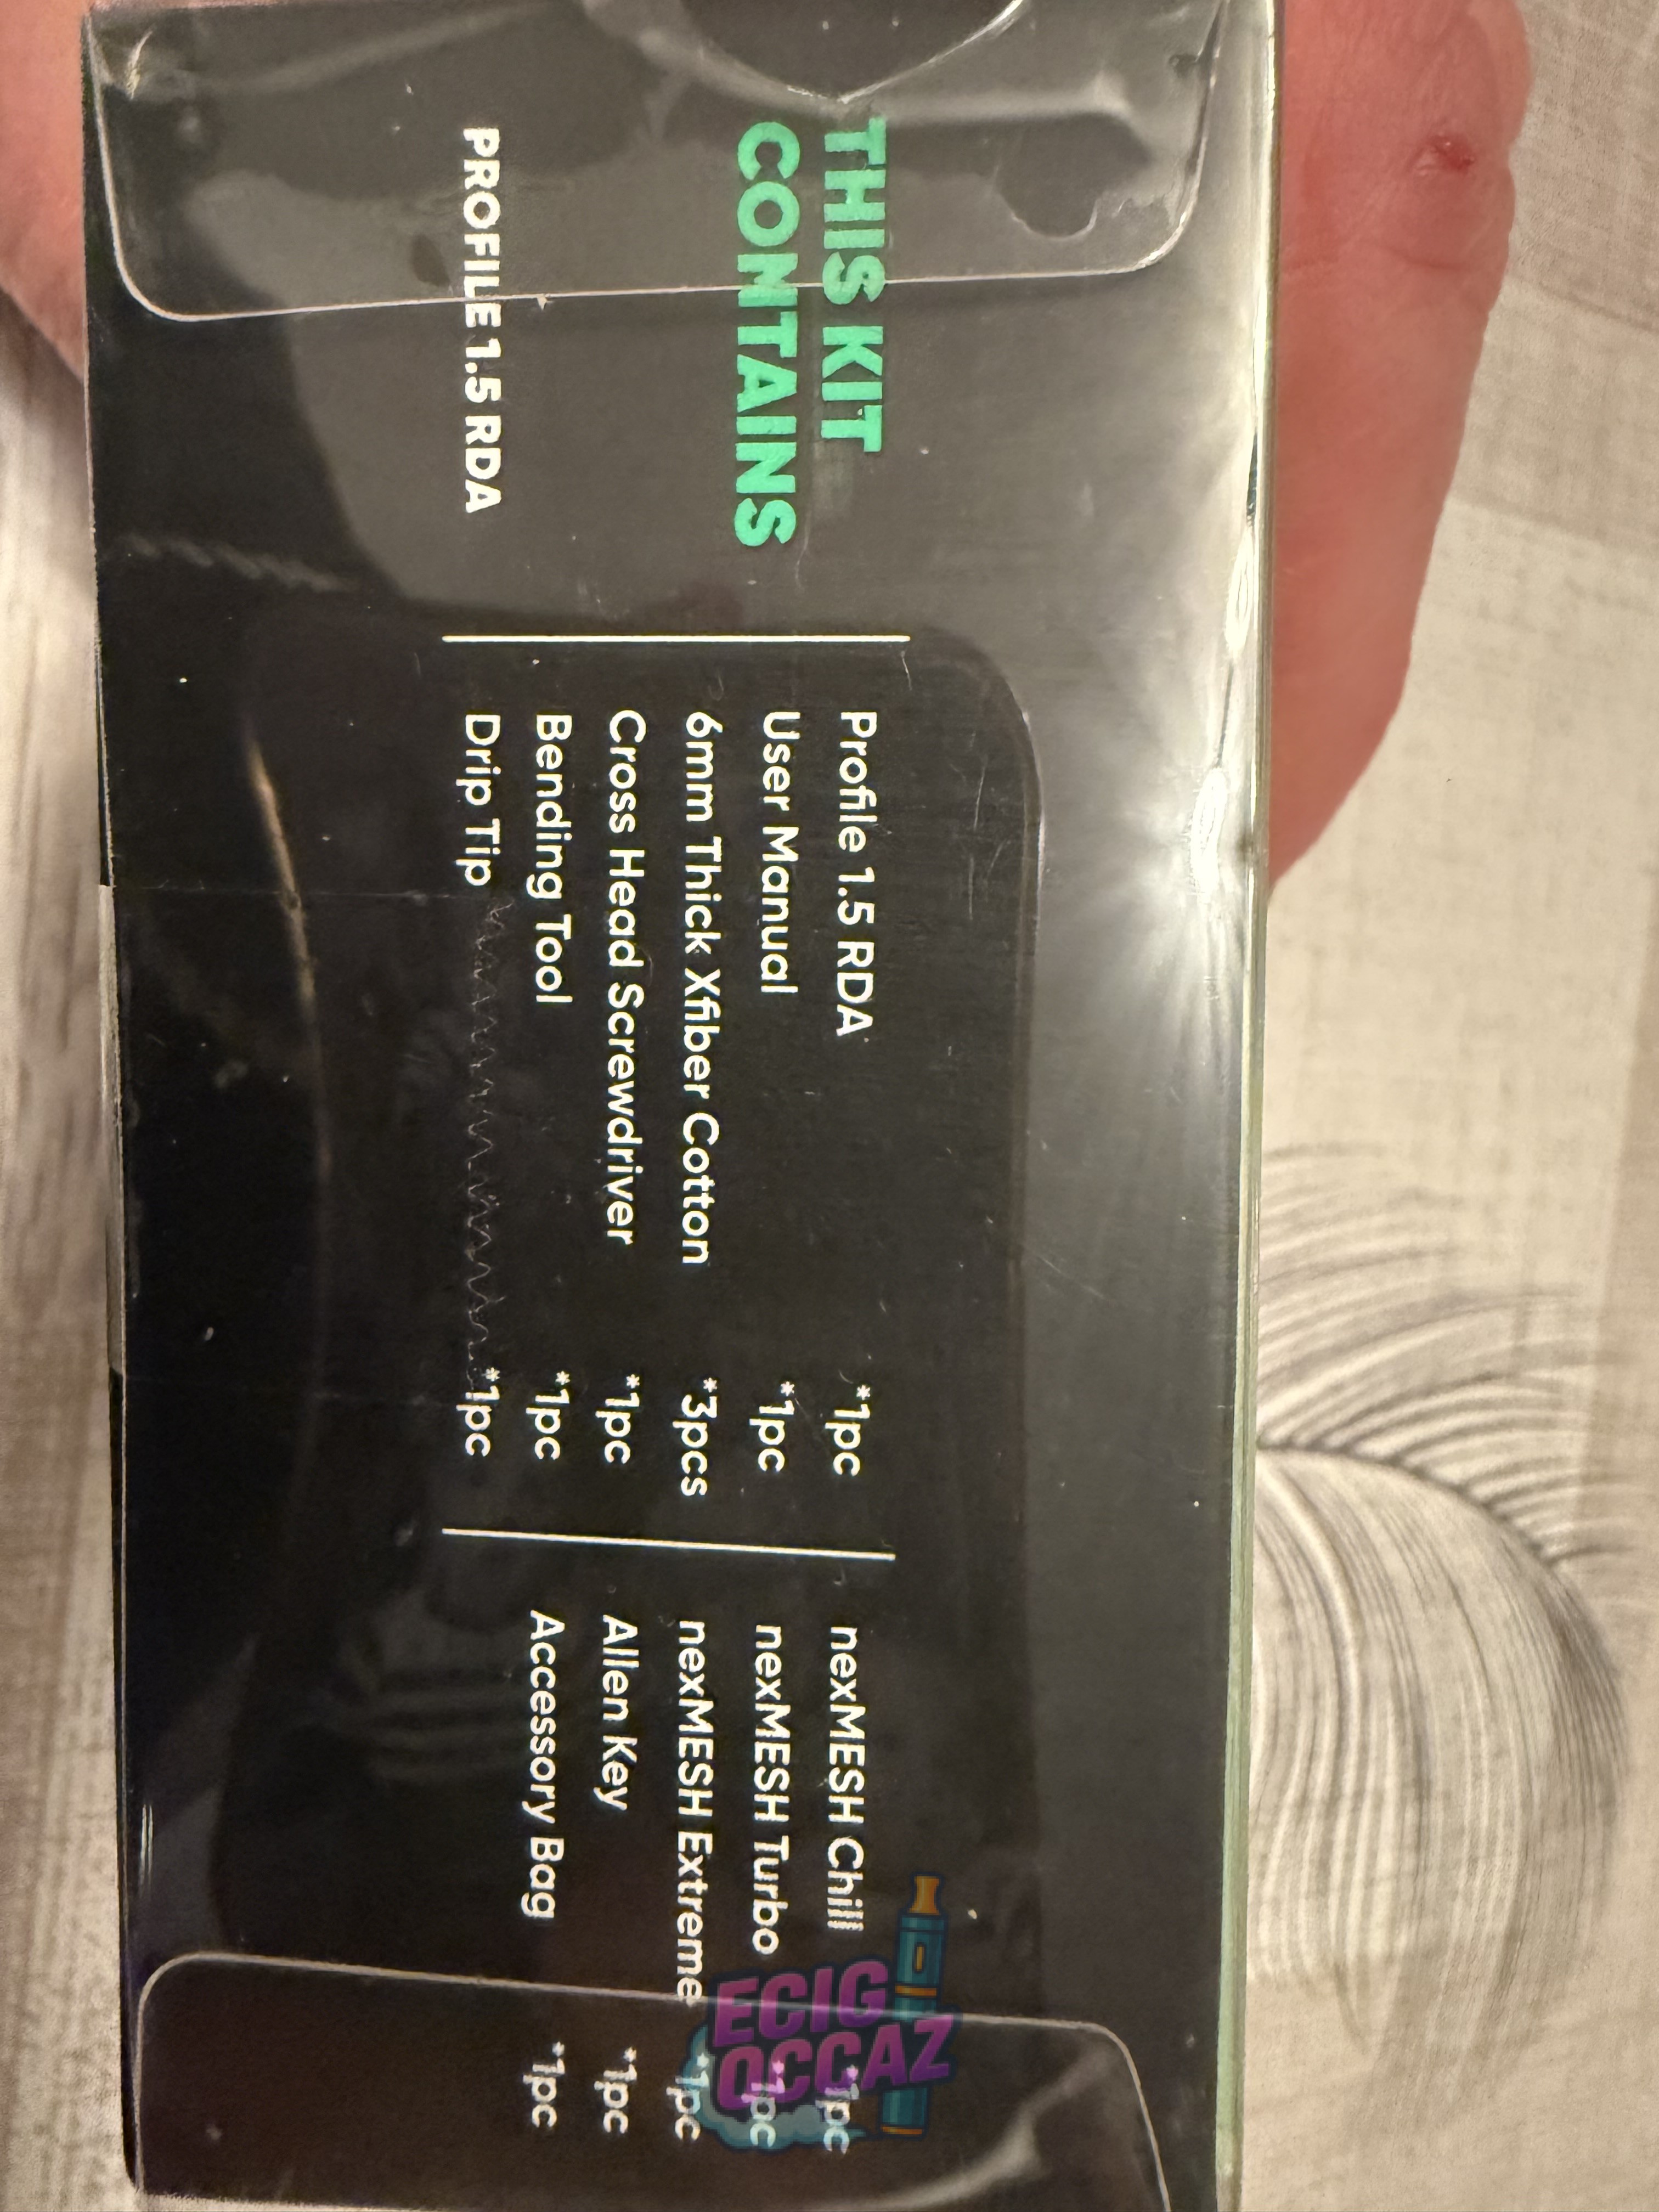 THIS KIT
CONTAINS
PROFILE 1.5 RDA
Profile 1.5 RDA *1pc
User Manual *1pc
6mm Thick Xfiber Cotton *3pcs
Cross Head Screwdriver *1pc
Bending Tool *1pc
Drip Tip *1pc
nexMESH Chill *1pc
nexMESH Turbo *1pc
nexMESH Extreme *1pc
Allen Key *1pc
Accessory Bag *1pc
ECIG
OCCAZ